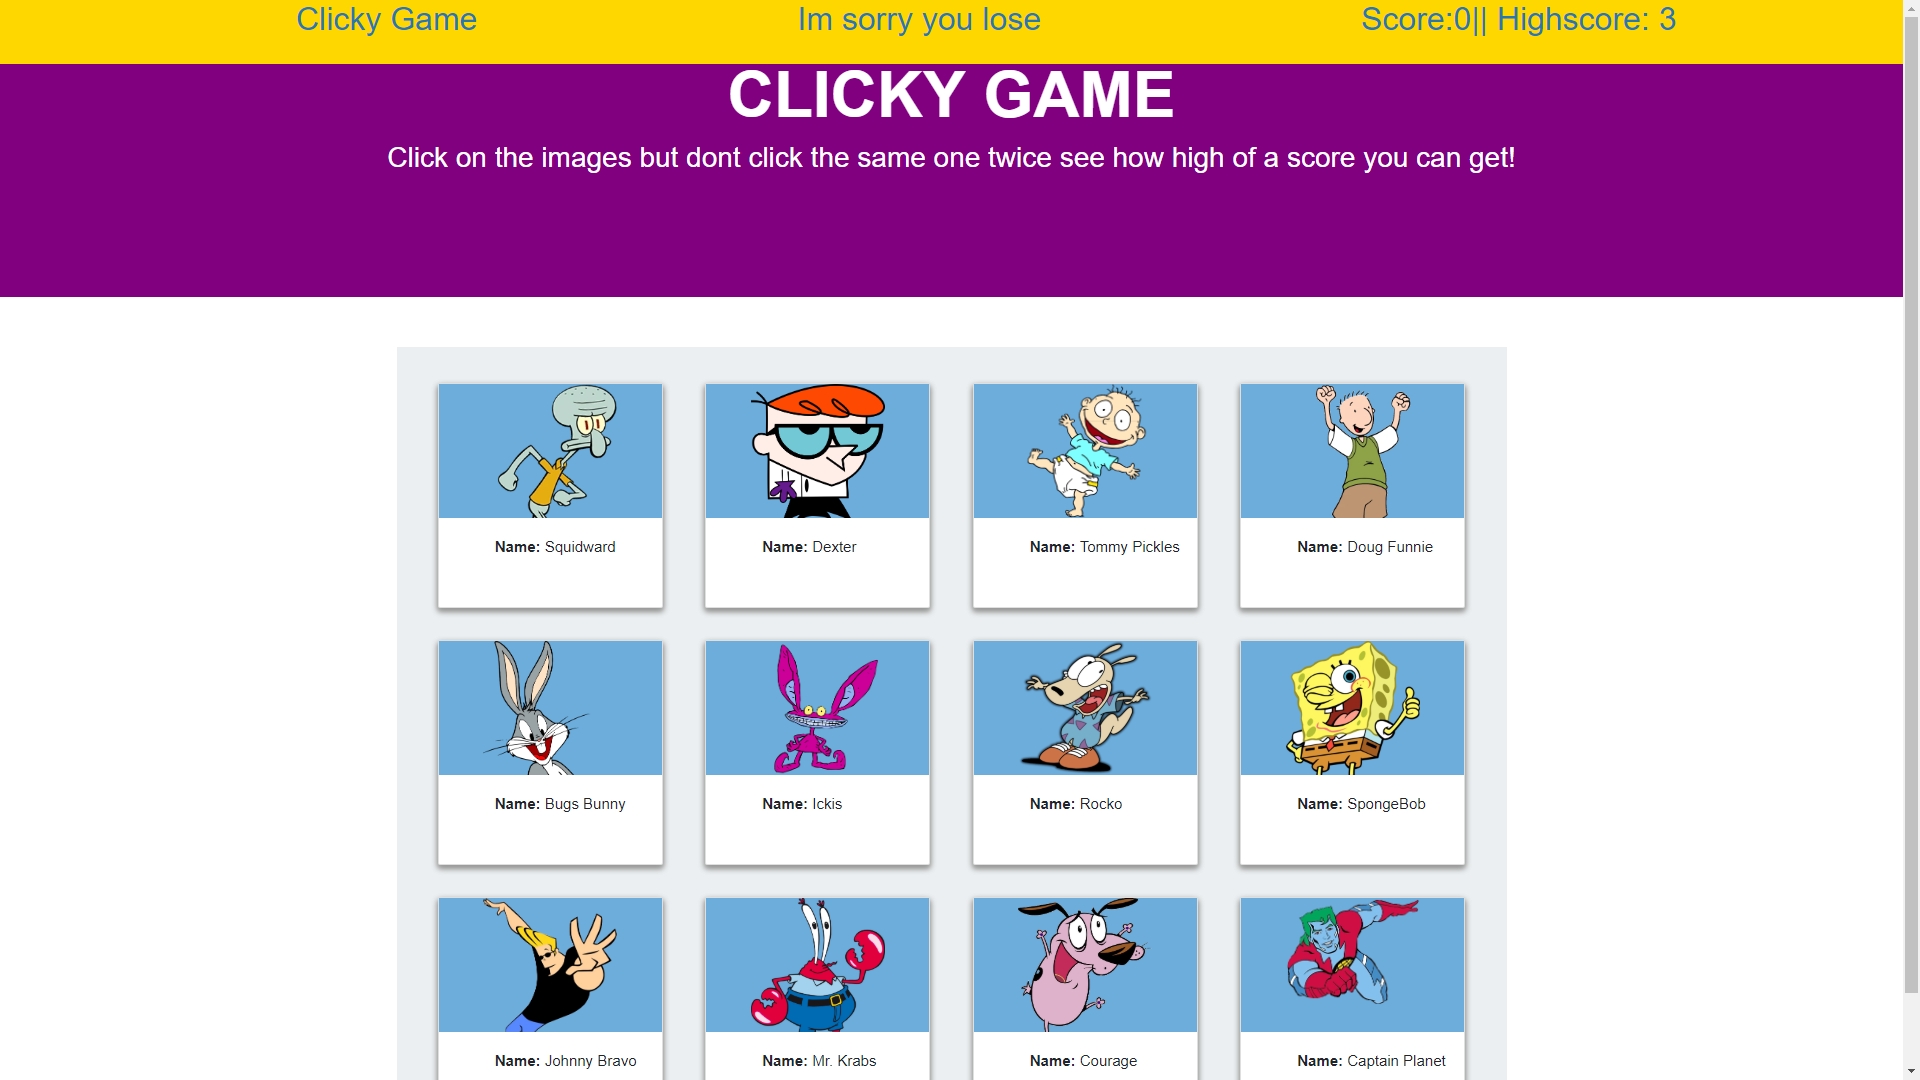 Clicky Game Im sorry you lose Score:0|| Highscore: 3
CLICKY GAME
Click on the images but dont click the same one twice see how high of a score you can get!
Name: Squidward
Name: Dexter
Name: Tommy Pickles
Name: Doug Funnie
Name: Bugs Bunny
Name: Ickis
Name: Rocko
Name: SpongeBob
Name: Johnny Bravo
Name: Mr. Krabs
Name: Courage
Name: Captain Planet